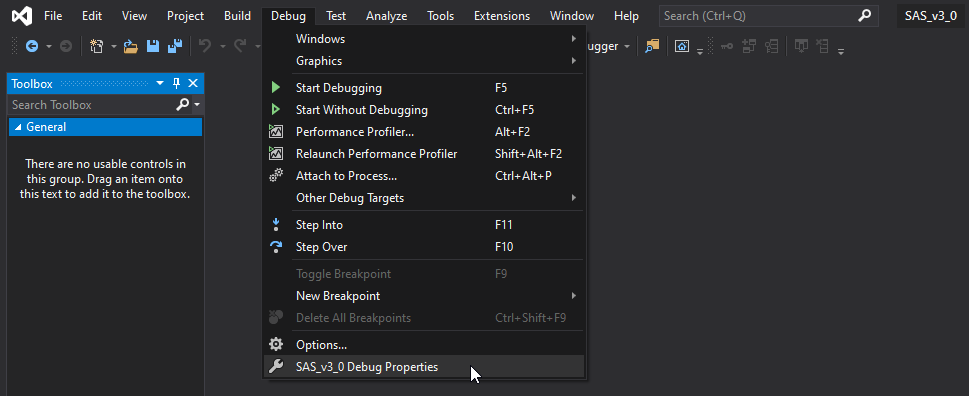 File Edit View Project Build Debug Test Analyze Tools Extensions Window Help Search (Ctrl+Q) SAS_v3_0
Windows
ugger
Graphics
Toolbox
Start Debugging F5
Search Toolbox
Start Without Debugging Ctrl+F5
General
Performance Profiler... Alt+F2
Relaunch Performance Profiler Shift+Alt+F2
There are no usable controls in
this group. Drag an item onto
this text to add it to the toolbox.
Attach to Process... Ctrl+Alt+P
Other Debug Targets
Step Into F11
Step Over F10
Toggle Breakpoint F9
New Breakpoint
Delete All Breakpoints Ctrl+Shift+F9
Options...
SAS_v3_0 Debug Properties